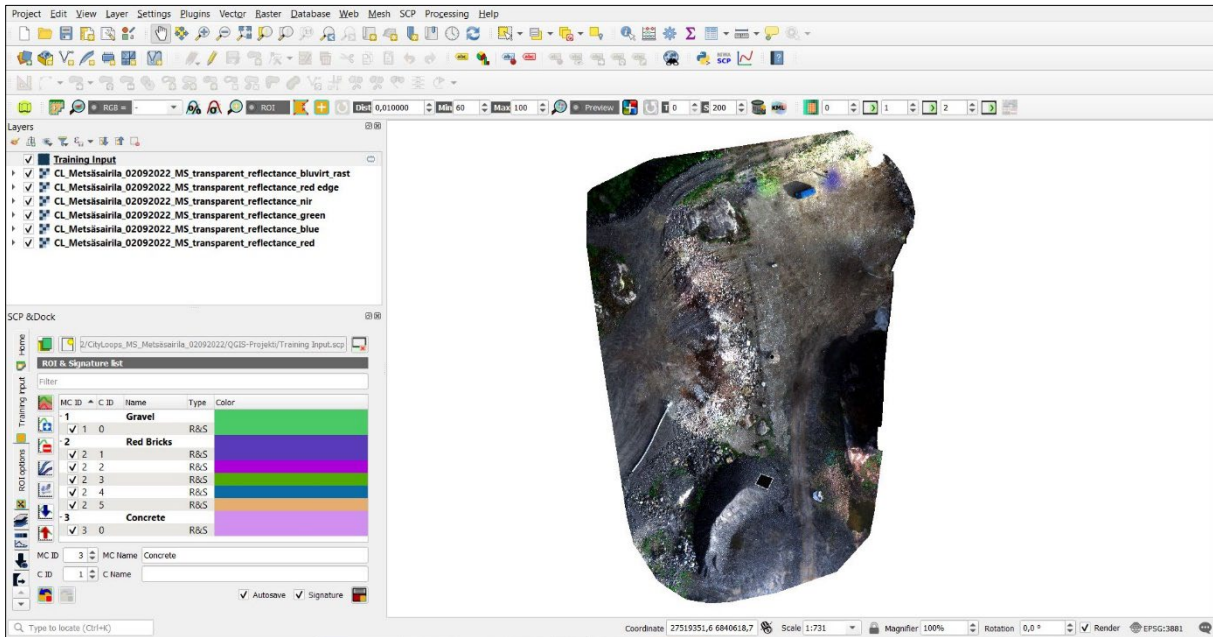 Project Edit View Layer Settings Plugins Vector Raster Database Web Mesh SCP Processing Help
RGB = - ROI Dist 0,010000 Min 60 Max 100 Preview T 0 S 200 KML 0 1 2
Layers
Training Input
CL_Metsäsairila_02092022_MS_transparent_reflectance_bluvirt_rast
CL_Metsäsairila_02092022_MS_transparent_reflectance_red edge
CL_Metsäsairila_02092022_MS_transparent_reflectance_nir
CL_Metsäsairila_02092022_MS_transparent_reflectance_green
CL_Metsäsairila_02092022_MS_transparent_reflectance_blue
CL_Metsäsairila_02092022_MS_transparent_reflectance_red
SCP &Dock
Home
Training input
ROI options
2/CityLoops_MS_Metsäsairila_02092022/QGIS-Projekti/Training Input.scp
ROI & Signature list
Filter
MC ID C ID Name Type Color
1 Gravel
1 0 R&S
2 Red Bricks
2 1 R&S
2 2 R&S
2 3 R&S
2 4 R&S
2 5 R&S
3 Concrete
3 0 R&S
MC ID 3 MC Name Concrete
C ID 1 C Name
Autosave Signature
Type to locate (Ctrl+K) Coordinate 27519351,6 6840618,7 Scale 1:731 Magnifier 100% Rotation 0,0 ° Render EPSG:3881